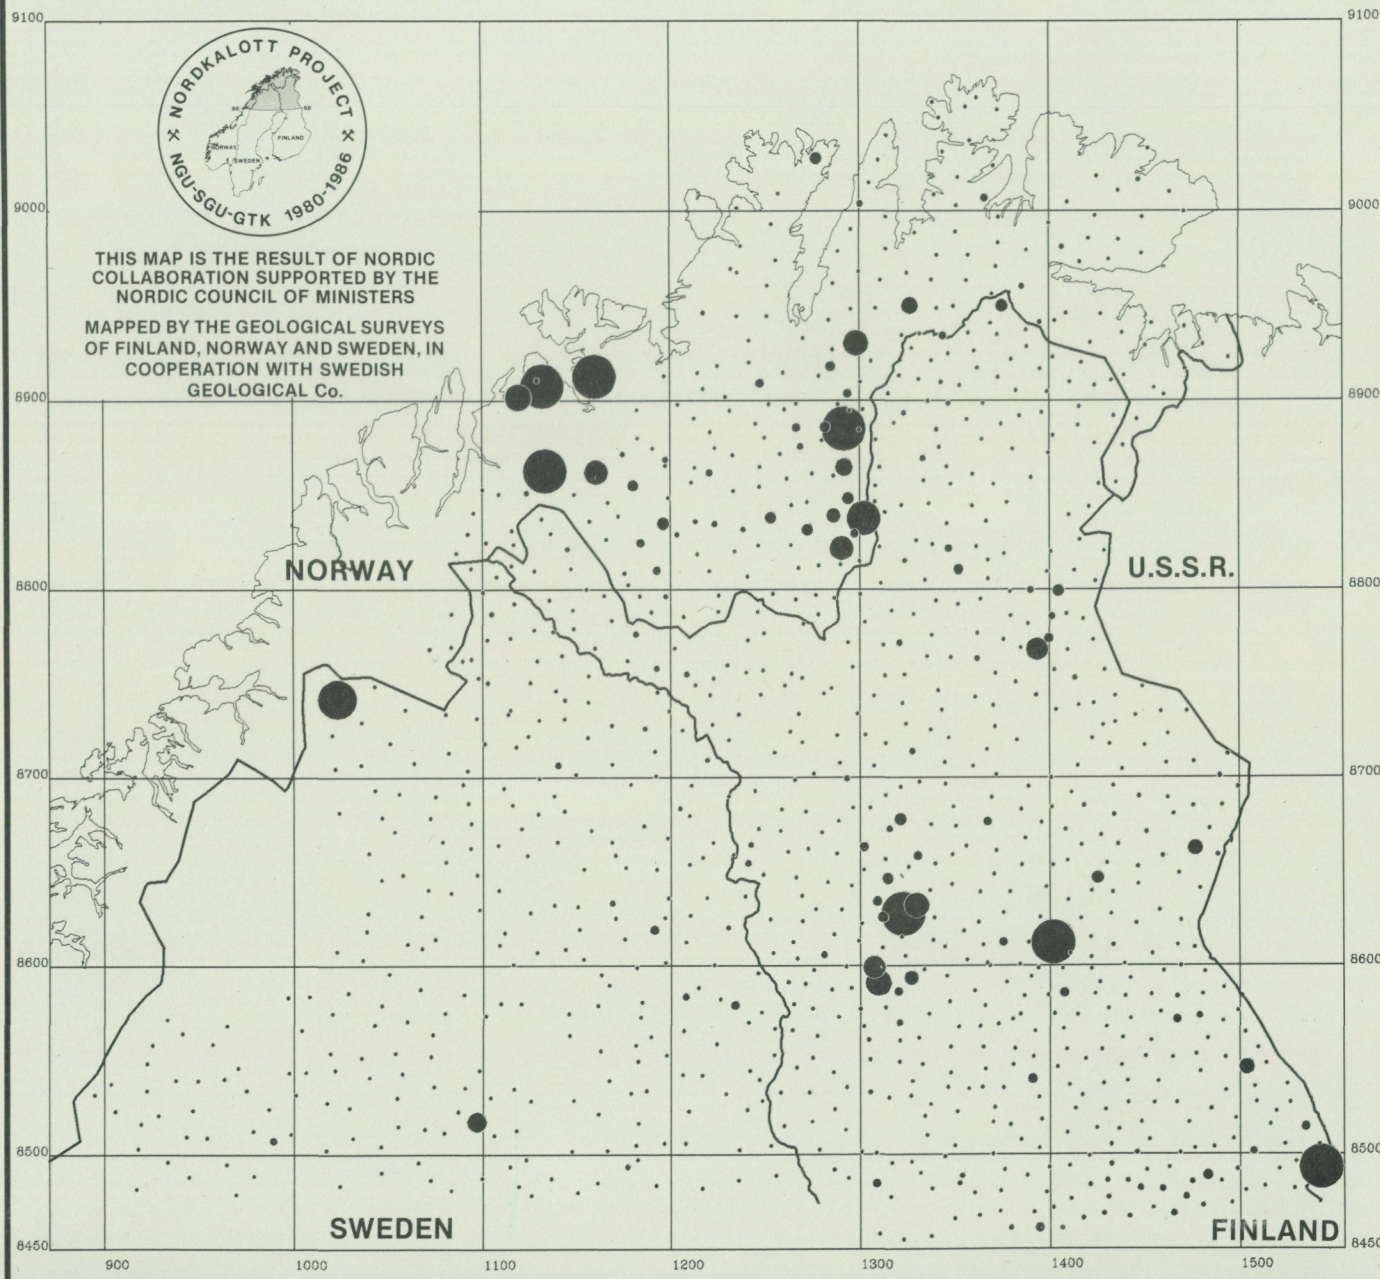 9100
9100
NORDKALOTT PROJECT
66
66
NORWAY
SWEDEN
FINLAND
NGU-SGU-GTK 1980-1986
9000
9000
THIS MAP IS THE RESULT OF NORDIC
COLLABORATION SUPPORTED BY THE
NORDIC COUNCIL OF MINISTERS
MAPPED BY THE GEOLOGICAL SURVEYS
OF FINLAND, NORWAY AND SWEDEN, IN
COOPERATION WITH SWEDISH
GEOLOGICAL Co.
8900
8900
NORWAY
U.S.S.R.
8800
8800
8700
8700
8600
8600
8500
8500
SWEDEN
FINLAND
8450
8450
900
1000
1100
1200
1300
1400
1500